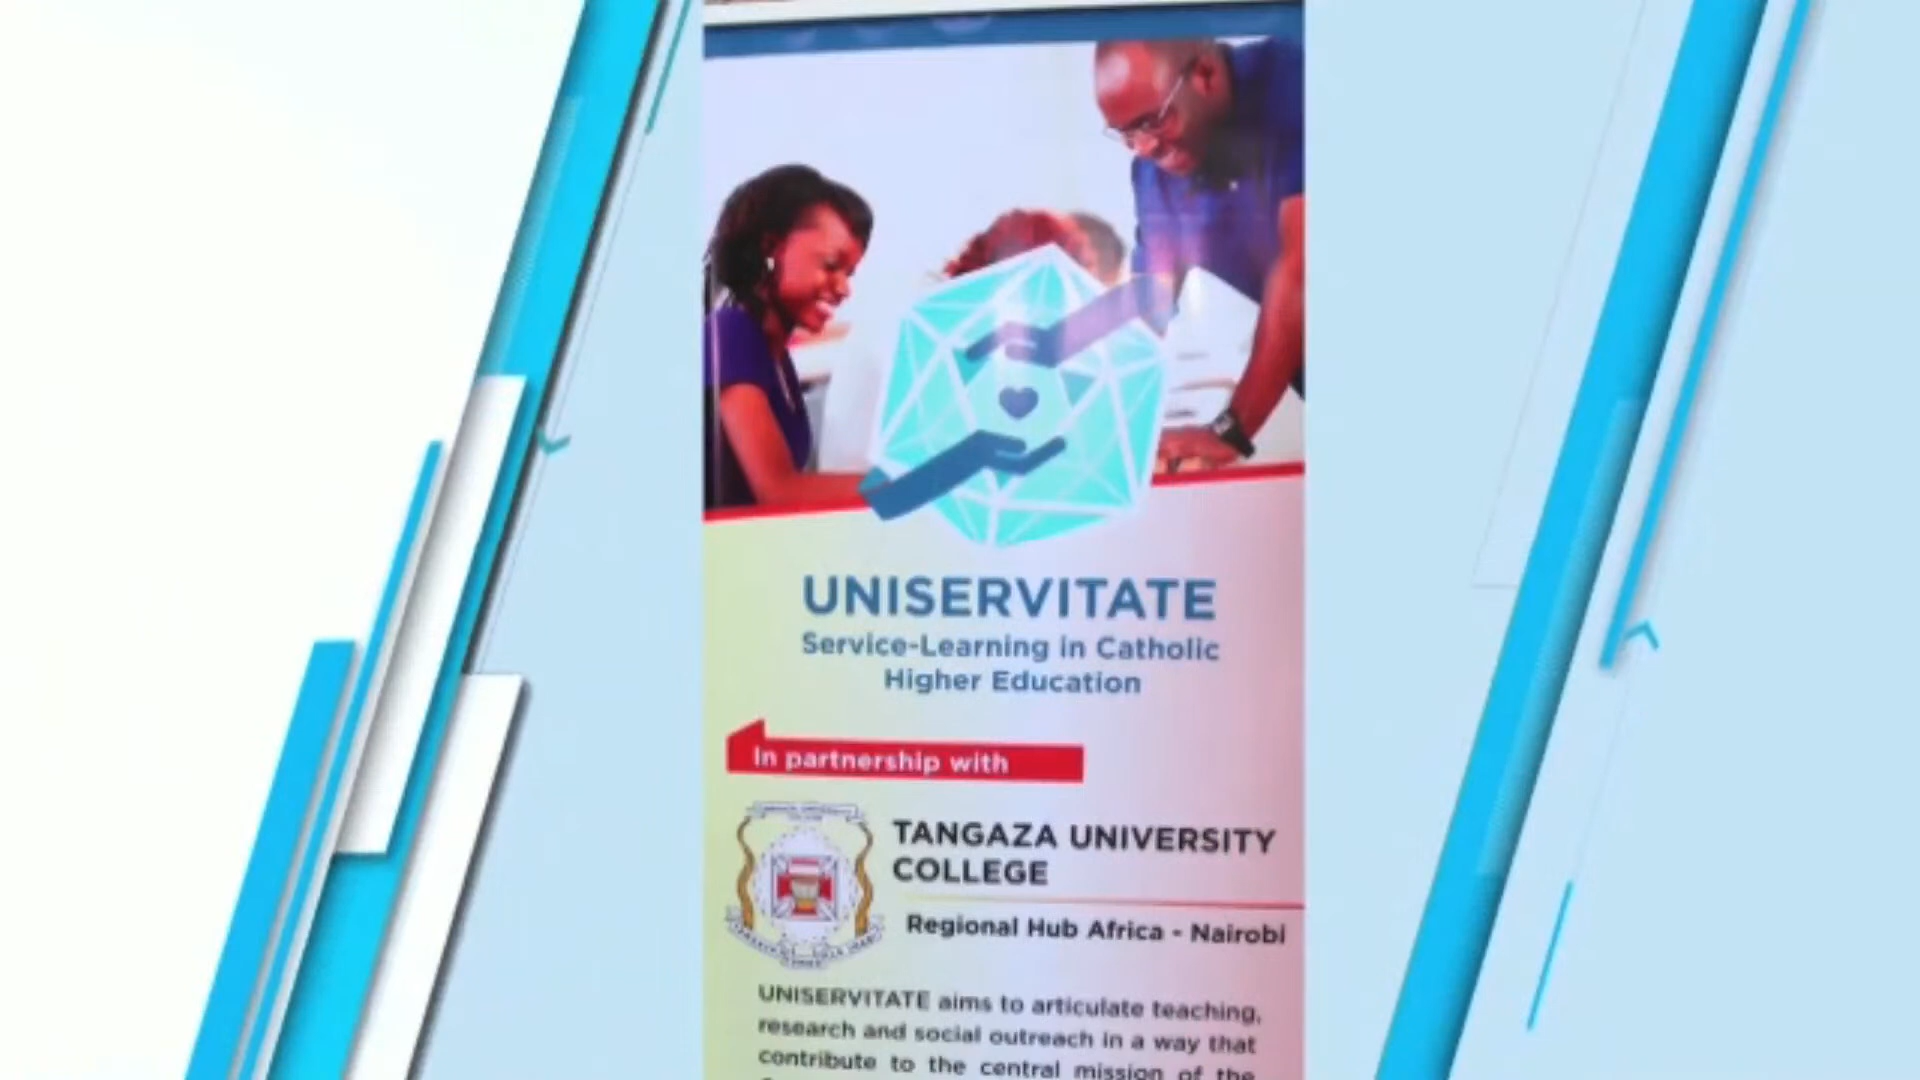 UNISERVITATE
Service-Learning in Catholic
Higher Education
In partnership with
TANGAZA UNIVERSITY
COLLEGE
Regional Hub Africa - Nairobi
UNISERVITATE aims to articulate teaching,
research and social outreach in a way that
contribute to the central mission of the